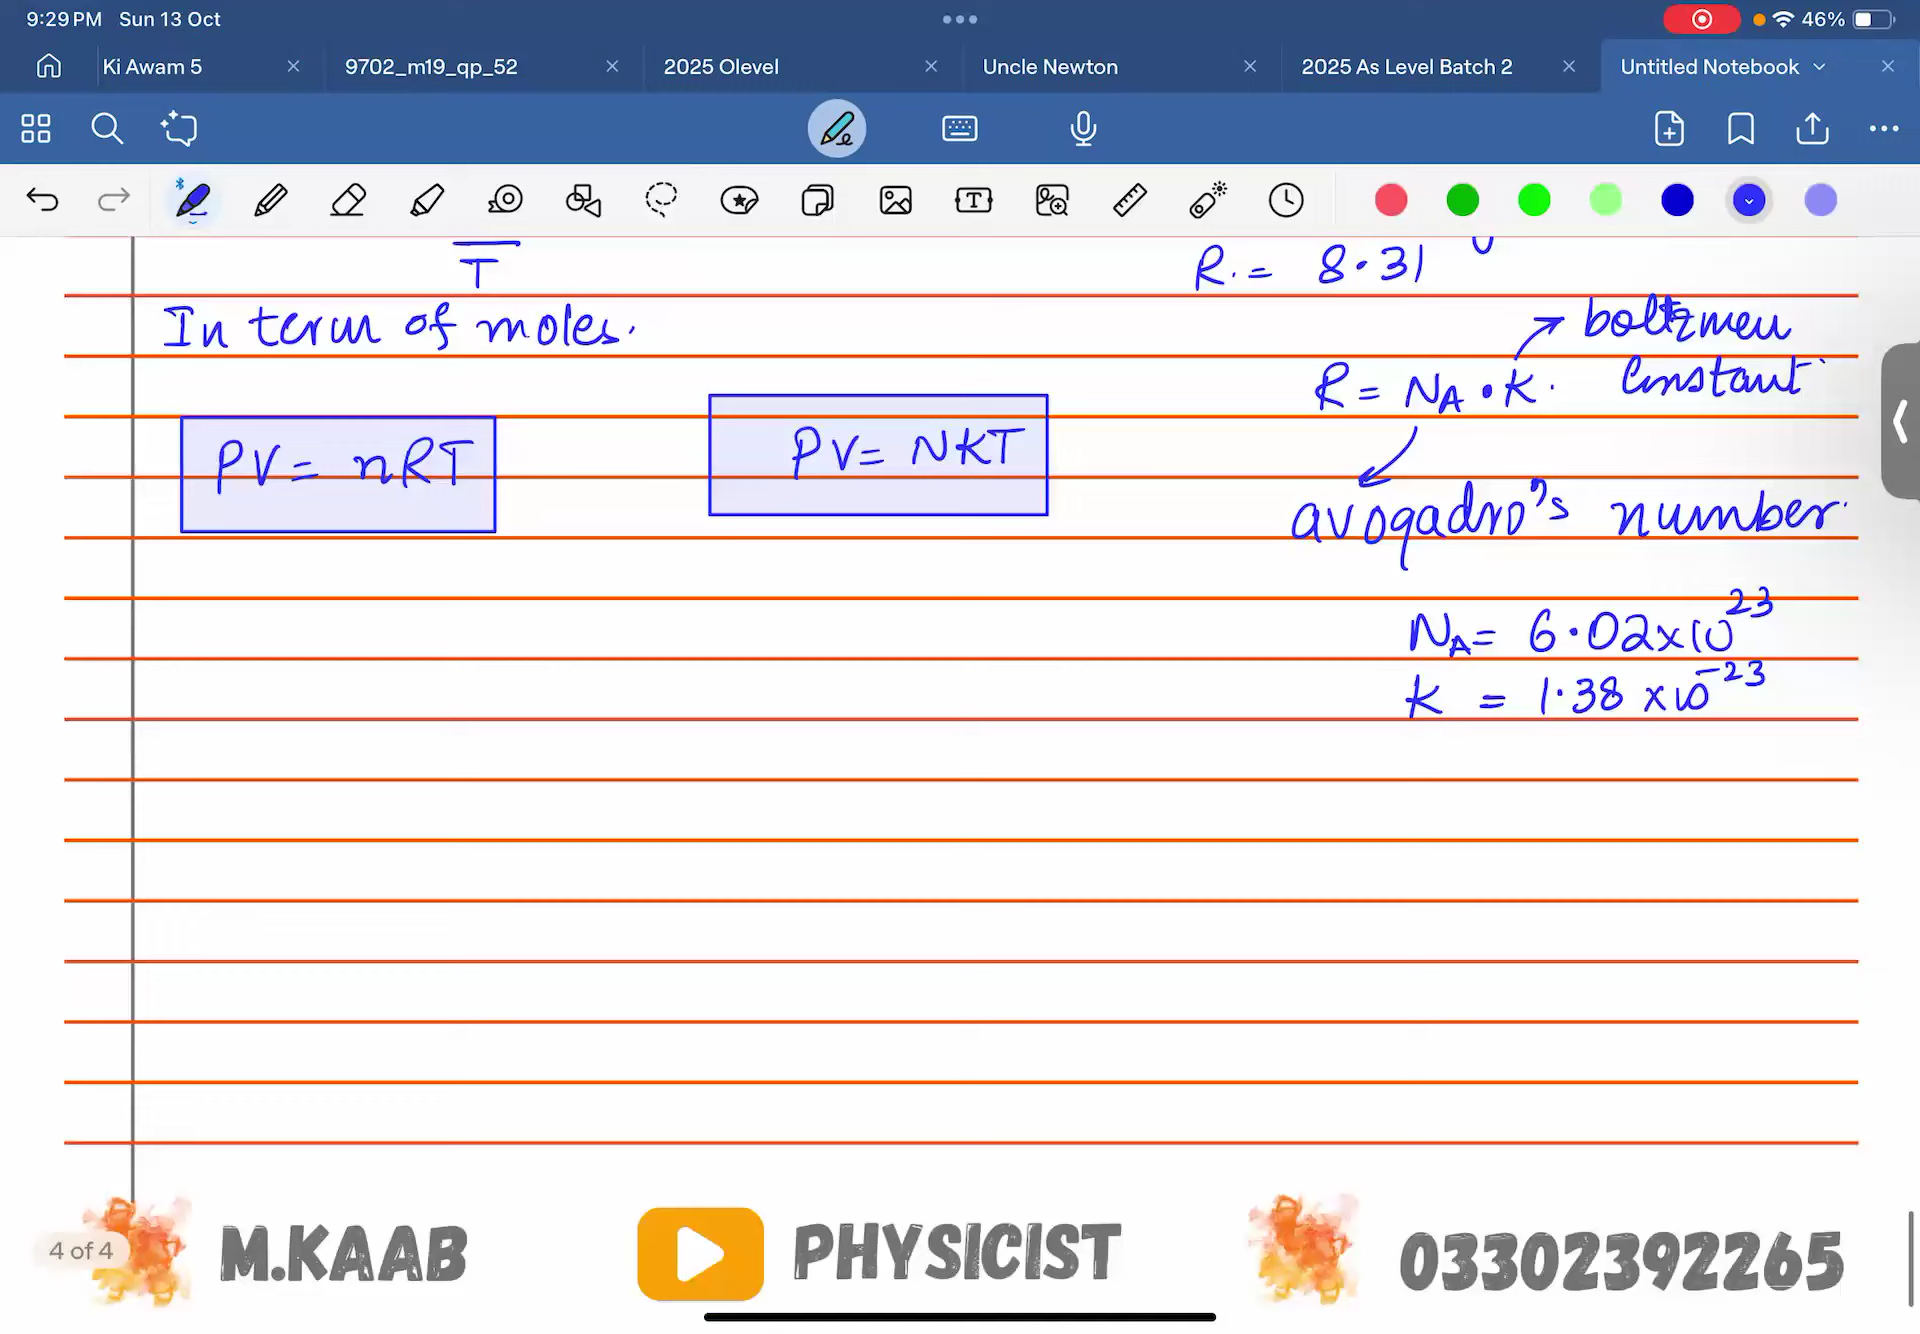 9:29 PM Sun 13 Oct
46%
Ki Awam 5
9702_m19_qp_52
2025 Olevel
Uncle Newton
2025 As Level Batch 2
Untitled Notebook
T
R. = 8.31
In term of moles.
boltzmen
constant
R = NA • K.
PV = nRT
PV = NKT
avogadro's number.
NA = 6.02x10^23
K = 1.38 x10^-23
4 of 4
M.KAAB
PHYSICIST
03302392265